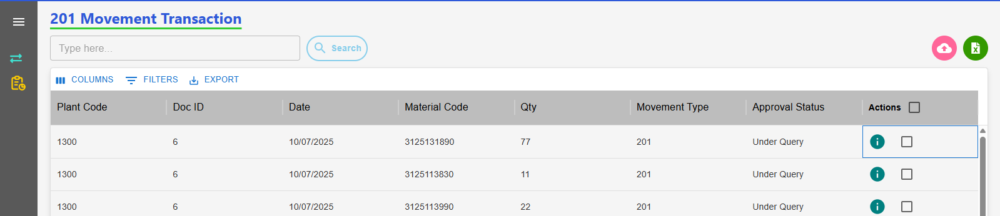 201 Movement Transaction
Type here...
Search
COLUMNS FILTERS EXPORT
Plant Code Doc ID Date Material Code Qty Movement Type Approval Status Actions
1300 6 10/07/2025 3125131890 77 201 Under Query
1300 6 10/07/2025 3125113830 11 201 Under Query
1300 6 10/07/2025 3125113990 22 201 Under Query